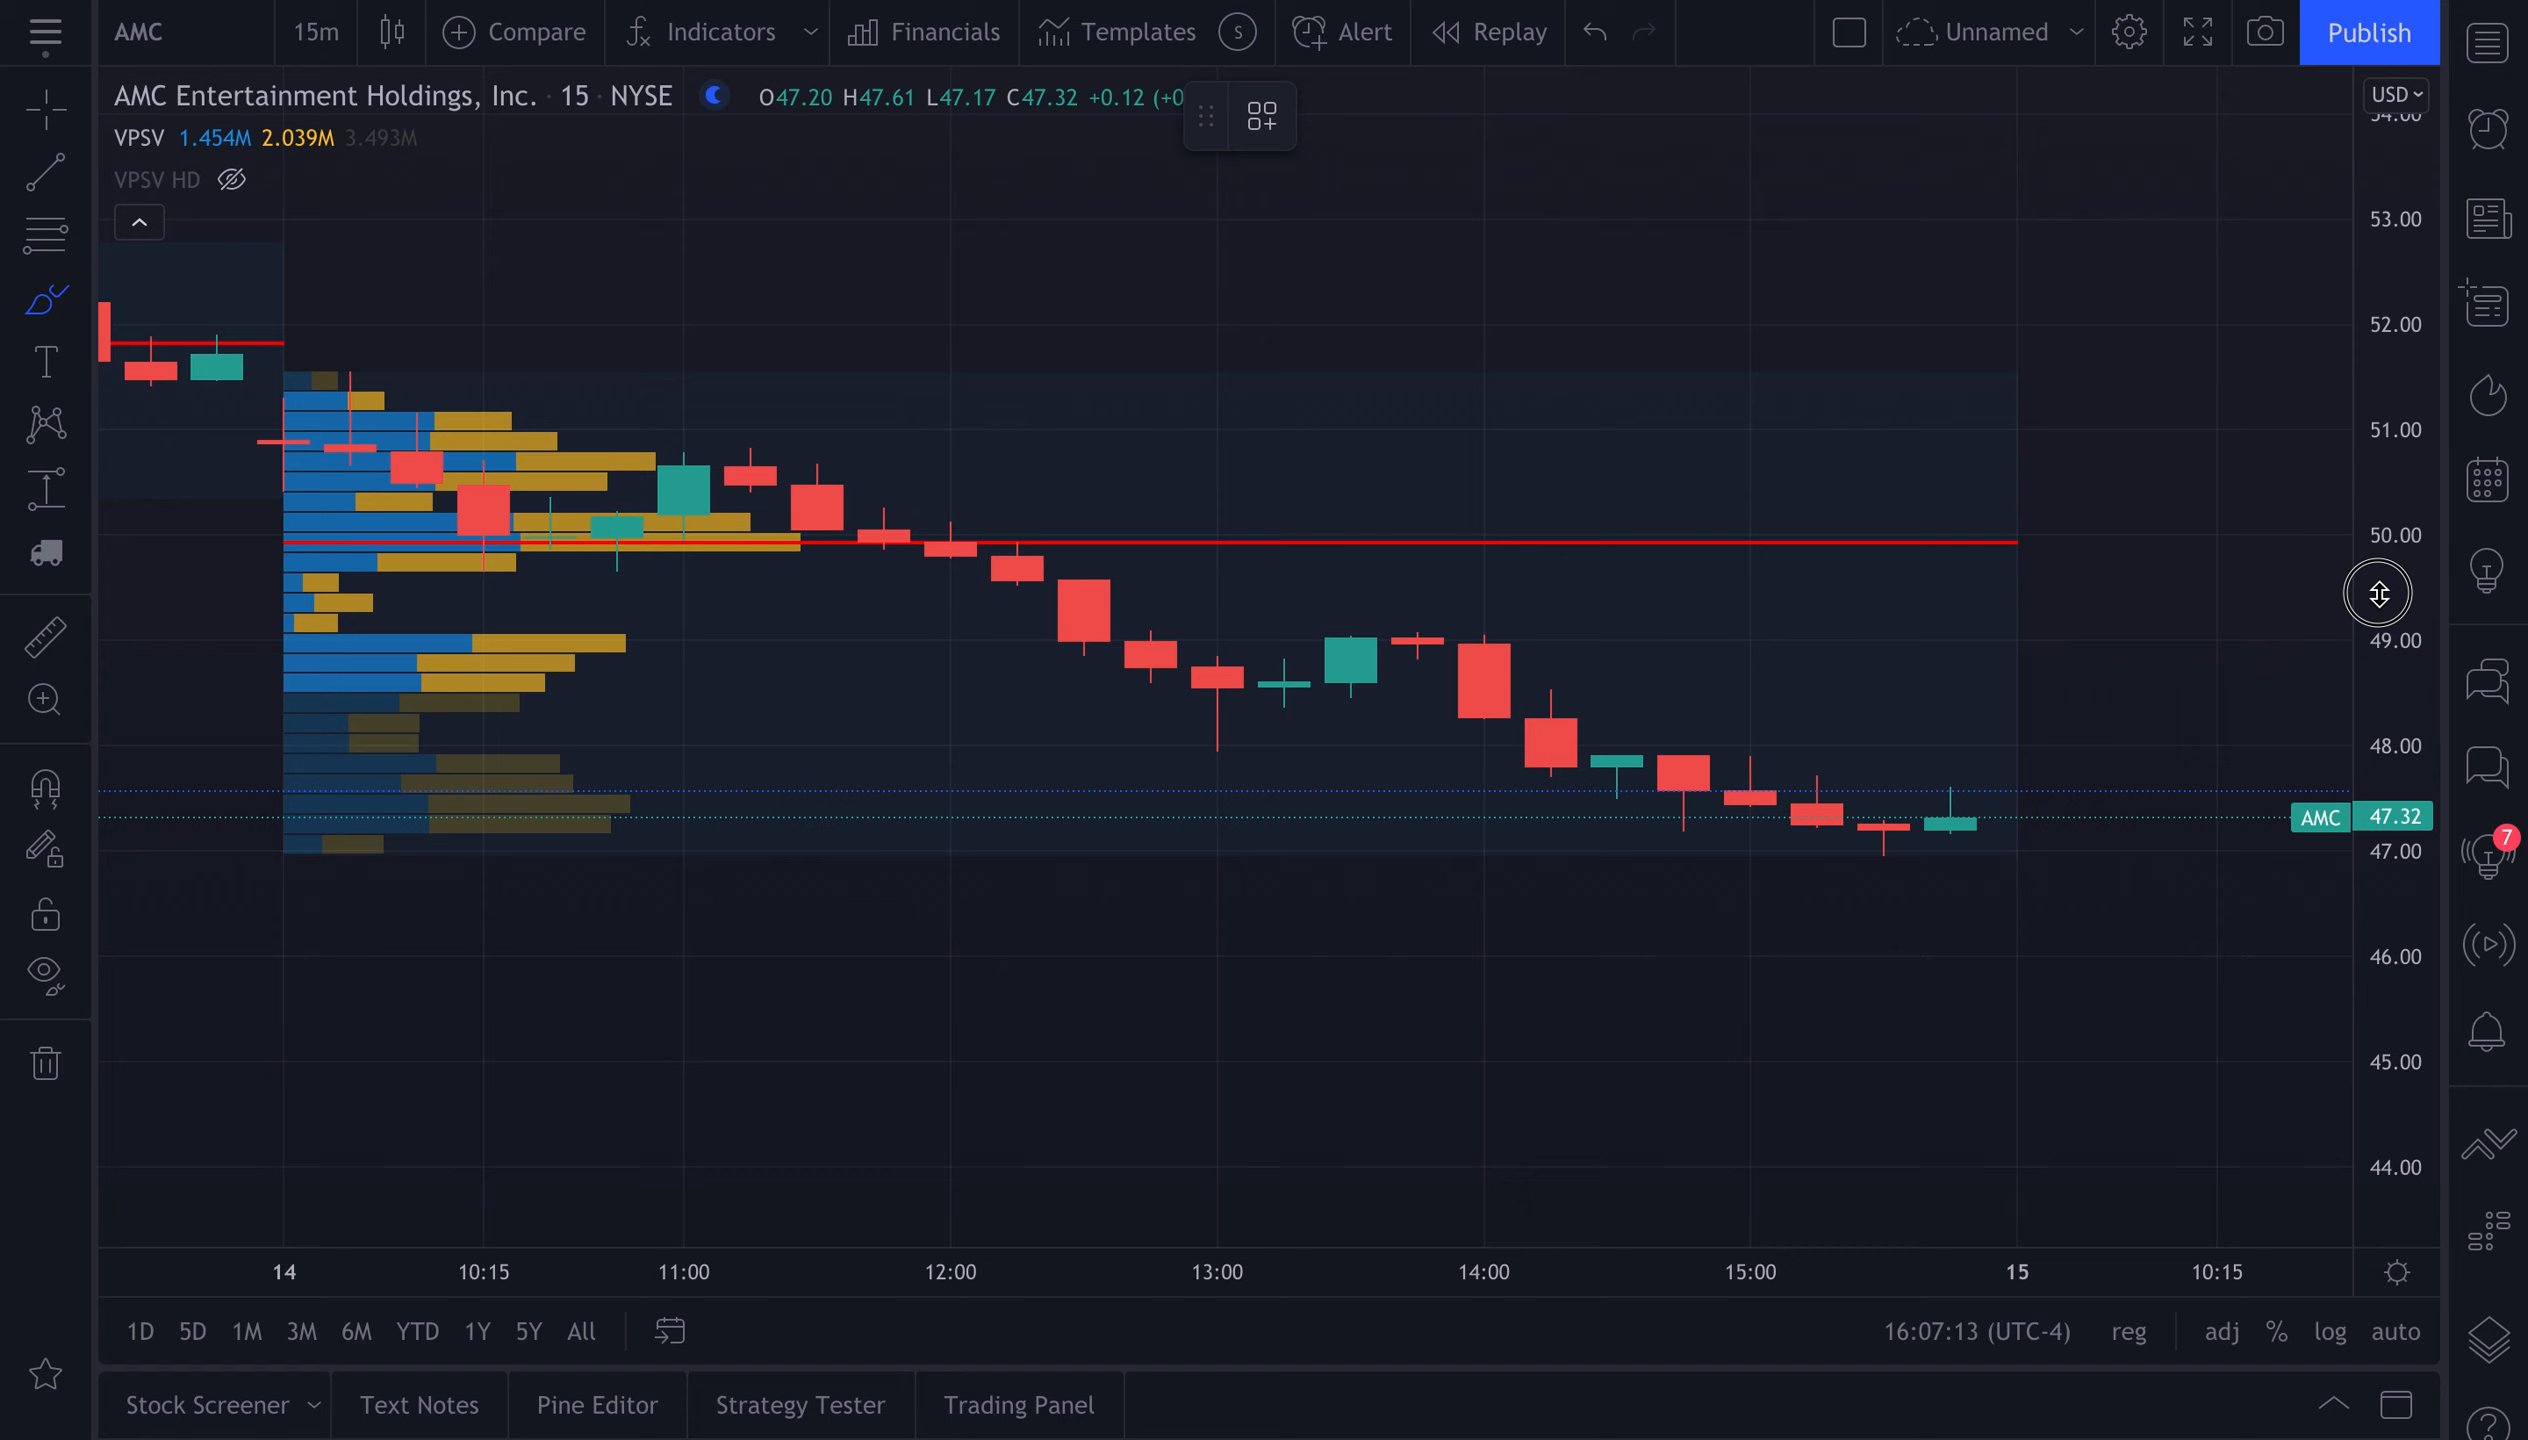 AMC 15m Compare Indicators Financials Templates S Alert Replay Unnamed Publish
AMC Entertainment Holdings, Inc. · 15 · NYSE O47.20 H47.61 L47.17 C47.32 +0.12 (+0
USD
VPSV 1.454M 2.039M 3.493M
VPSV HD
54.00
53.00
52.00
51.00
50.00
49.00
48.00
AMC 47.32
7
47.00
46.00
45.00
44.00
14 10:15 11:00 12:00 13:00 14:00 15:00 15 10:15
1D 5D 1M 3M 6M YTD 1Y 5Y All 16:07:13 (UTC-4) reg adj % log auto
Stock Screener Text Notes Pine Editor Strategy Tester Trading Panel